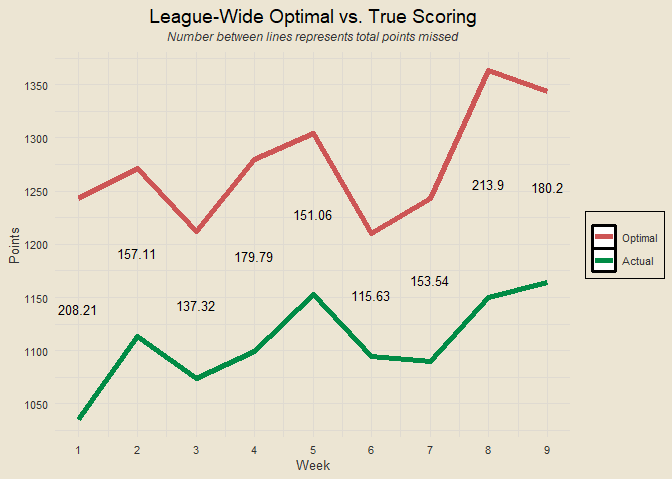 League-Wide Optimal vs. True Scoring
Number between lines represents total points missed
1350
1300
1250
1200
1150
1100
1050
Points
208.21
157.11
137.32
179.79
151.06
115.63
153.54
213.9
180.2
1 2 3 4 5 6 7 8 9
Week
Optimal
Actual